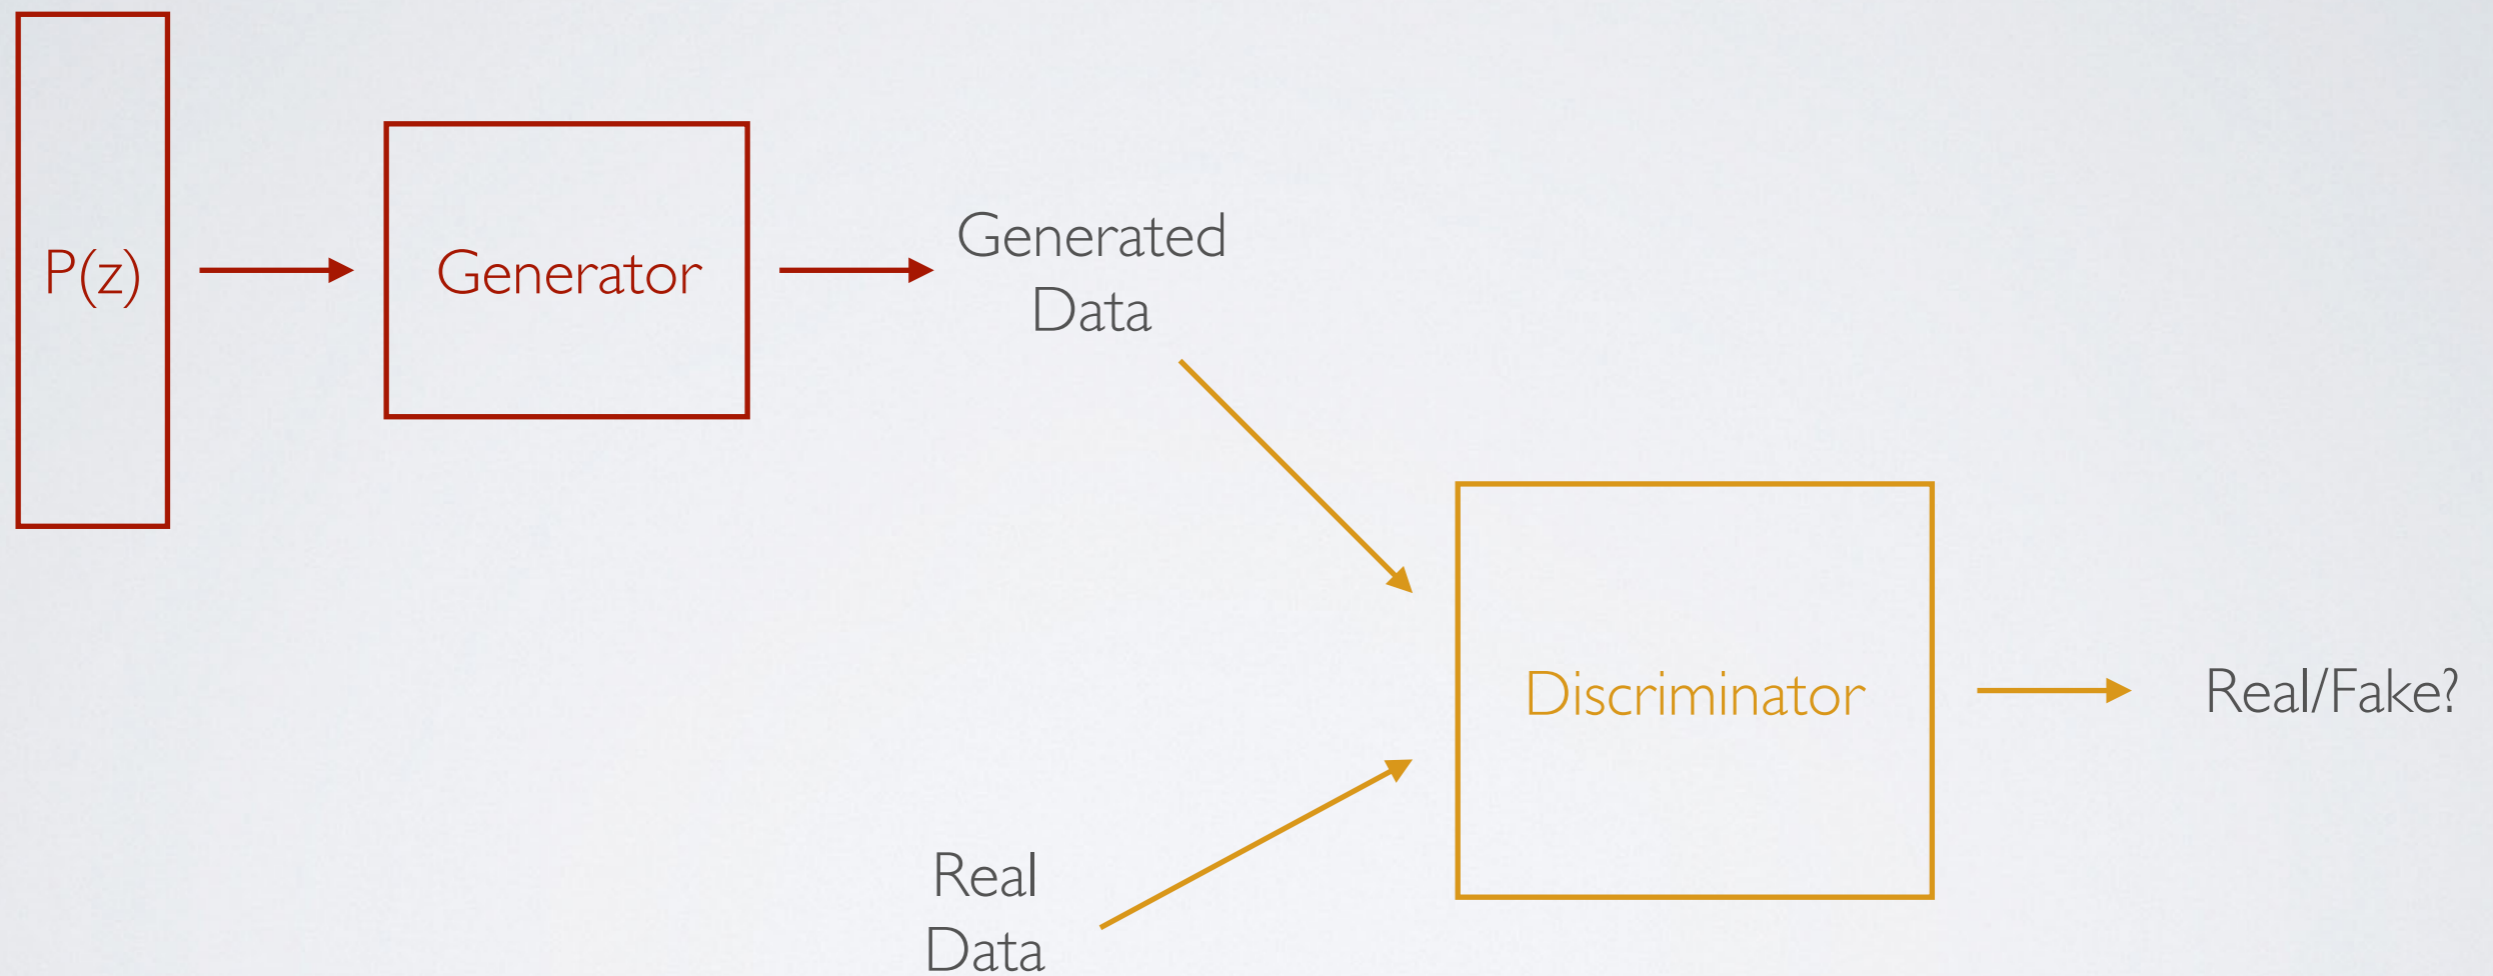 P(z)
Generator
Generated
Data
Discriminator
Real/Fake?
Real
Data